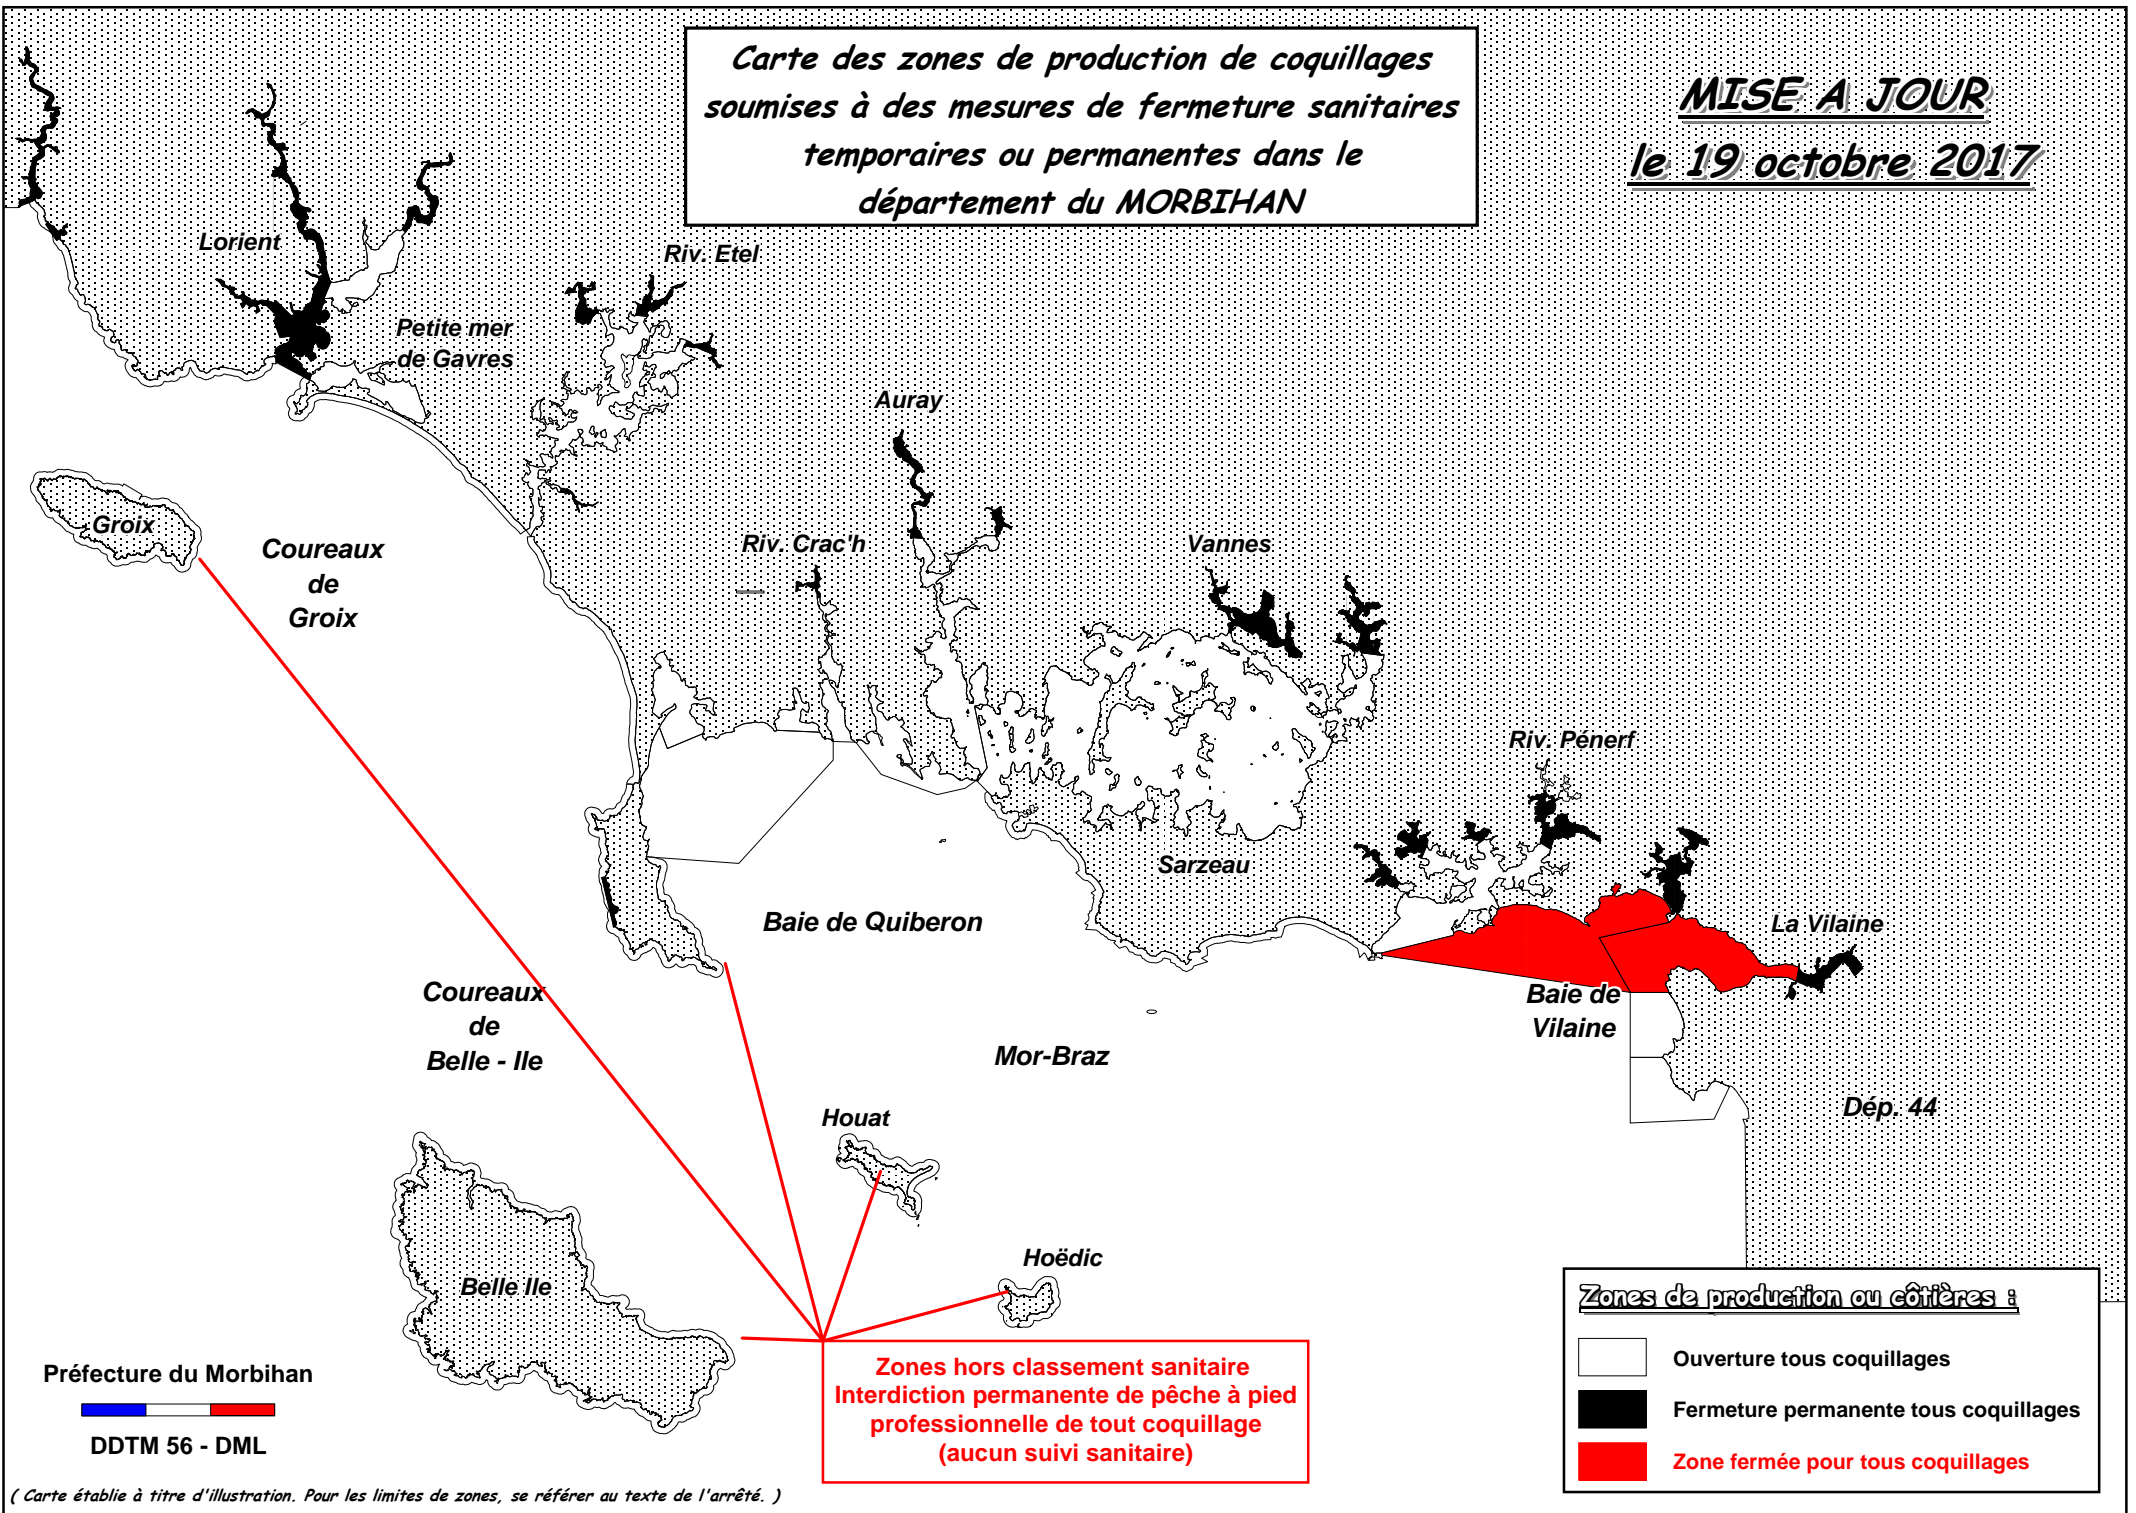 Carte des zones de production de coquillages
soumises à des mesures de fermeture sanitaires
temporaires ou permanentes dans le
département du MORBIHAN
MISE A JOUR
le 19 octobre 2017
Lorient
Riv. Etel
Petite mer
de Gavres
Auray
Groix
Coureaux
de
Groix
Riv. Crac'h
Vannes
Riv. Pénerf
Sarzeau
Baie de Quiberon
La Vilaine
Coureaux
de
Belle - Ile
Baie de
Vilaine
Mor-Braz
Houat
Dép. 44
Hoëdic
Belle Ile
Zones hors classement sanitaire
Interdiction permanente de pêche à pied
professionnelle de tout coquillage
(aucun suivi sanitaire)
Zones de production ou côtières :
Ouverture tous coquillages
Fermeture permanente tous coquillages
Zone fermée pour tous coquillages
Préfecture du Morbihan
DDTM 56 - DML
( Carte établie à titre d'illustration. Pour les limites de zones, se référer au texte de l'arrêté. )